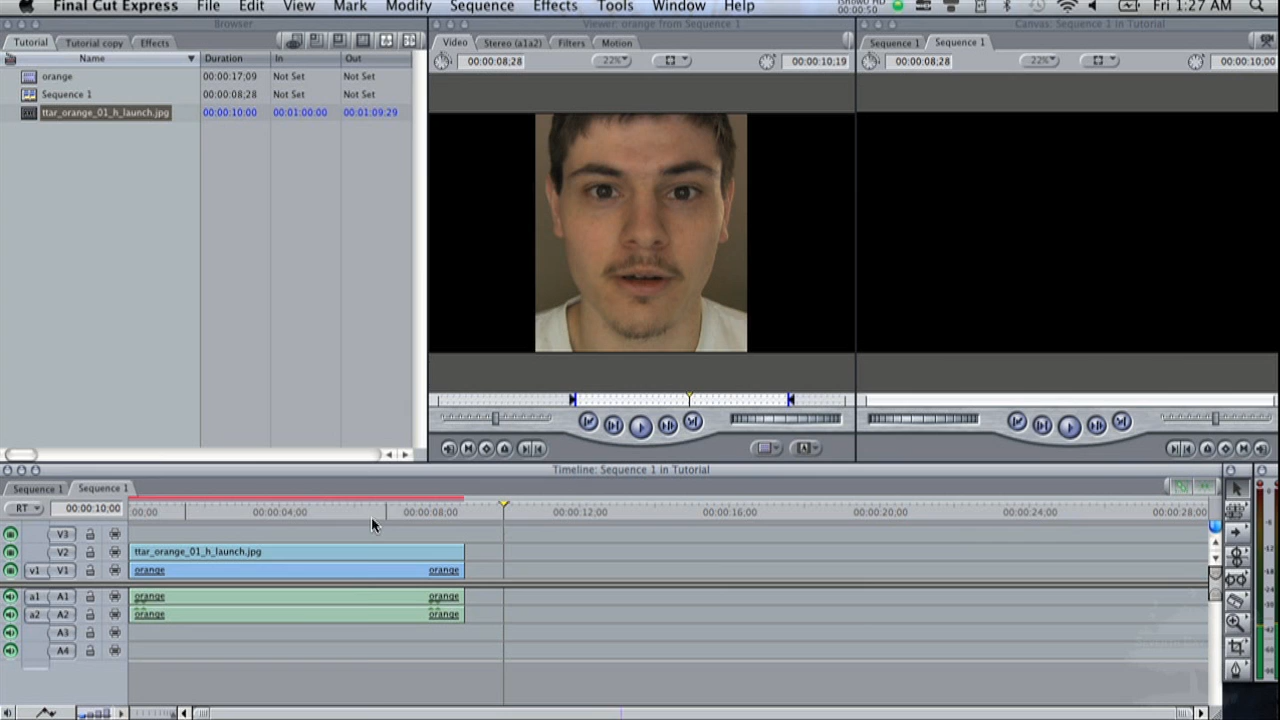 Final Cut Express File Edit View Mark Modify Sequence Effects Tools Window Help 00:00:50 Fri 1:27 AM
Browser Viewer: orange from Sequence 1 Canvas: Sequence 1 in Tutorial
Tutorial Tutorial copy Effects Video Stereo (a1a2) Filters Motion Sequence 1 Sequence 1
Name Duration In Out 00:00:08;28 22% 00:00:10;19 00:00:08;28 22% 00:00:10;00
orange 00:00:17;09 Not Set Not Set
Sequence 1 00:00:08;28 Not Set Not Set
ttar_orange_01_h_launch.jpg 00:00:10:00 00:01:00:00 00:01:09:29
Timeline: Sequence 1 in Tutorial
Sequence 1 Sequence 1
RT 00:00:10;00 00;00 00:00:04;00 00:00:08;00 00:00:12;00 00:00:16;00 00:00:20;00 00:00:24;00 00:00:28;00
V3
V2 ttar_orange_01_h_launch.jpg
v1 V1 orange orange
a1 A1 orange orange
a2 A2 orange orange
A3
A4